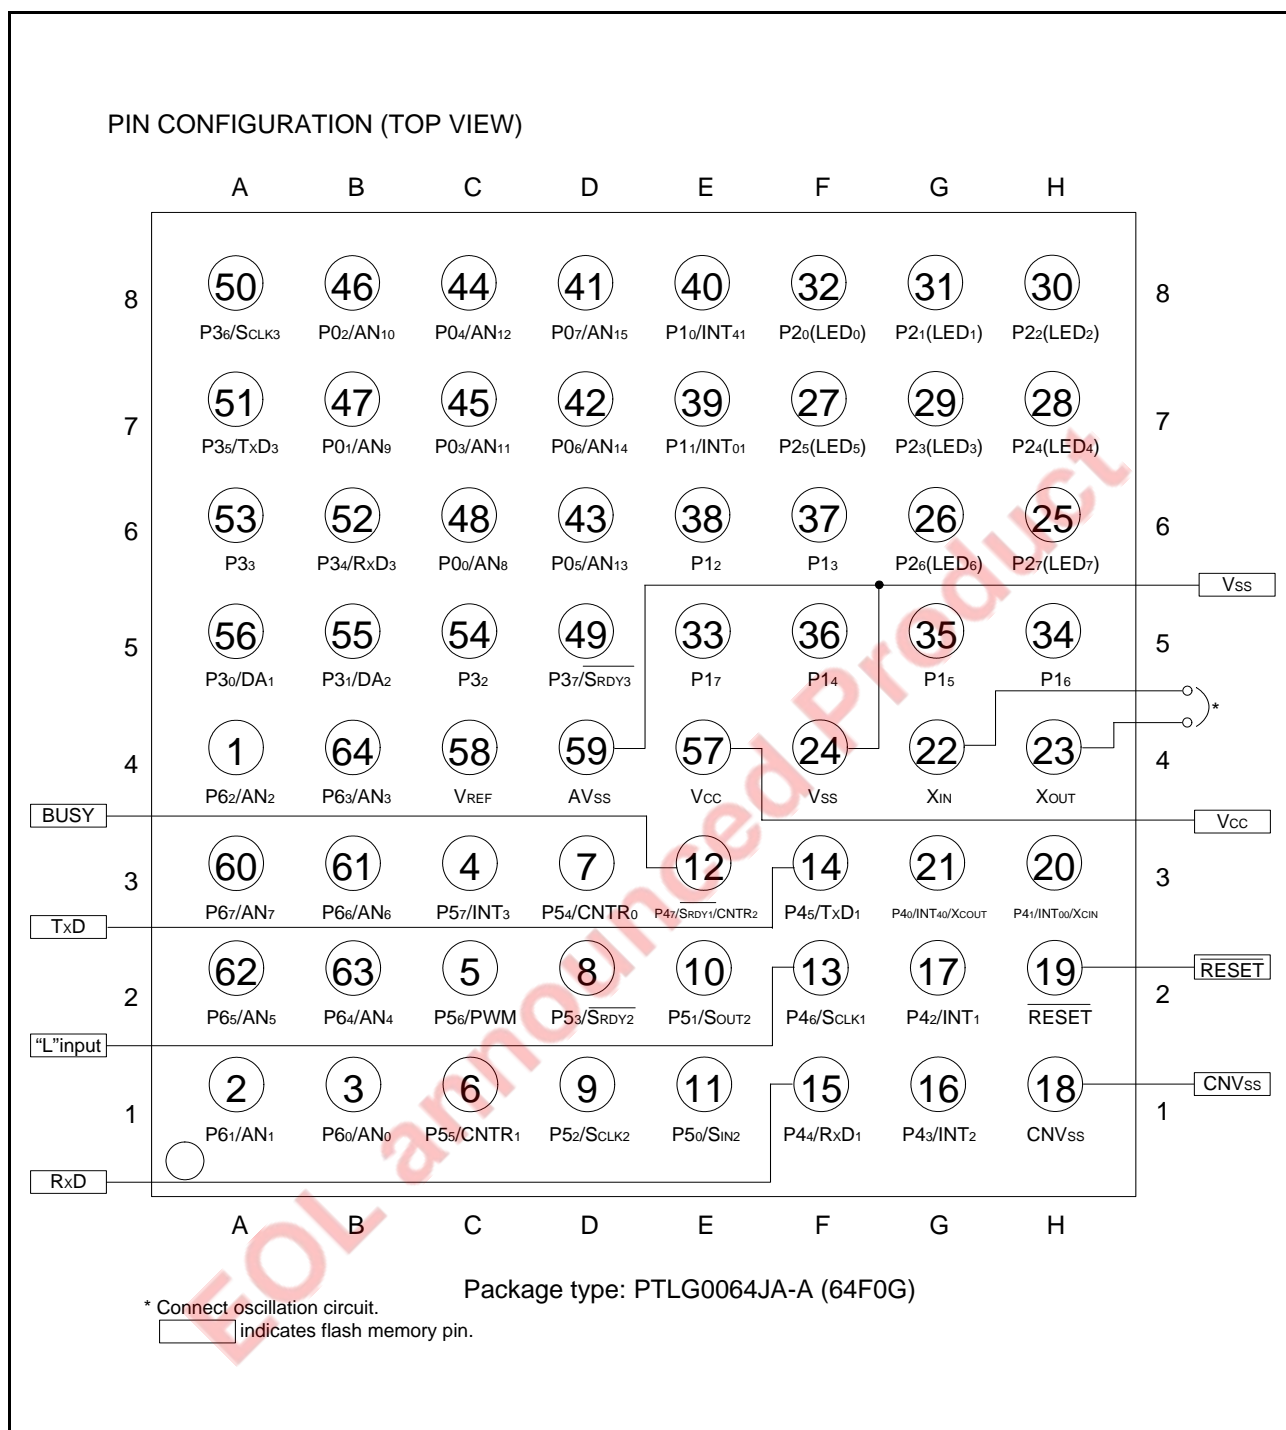 PIN CONFIGURATION (TOP VIEW)
A B C D E F G H
8 50 46 44 41 40 32 31 30 8
P36/SCLK3 P02/AN10 P04/AN12 P07/AN15 P10/INT41 P20(LED0) P21(LED1) P22(LED2)
7 51 47 45 42 39 27 29 28 7
P35/TxD3 P01/AN9 P03/AN11 P06/AN14 P11/INT01 P25(LED5) P23(LED3) P24(LED4)
6 53 52 48 43 38 37 26 25 6
P33 P34/RxD3 P00/AN8 P05/AN13 P12 P13 P26(LED6) P27(LED7)
Vss
5 56 55 54 49 33 36 35 34 5
P30/DA1 P31/DA2 P32 P37/SRDY3 P17 P14 P15 P16
*
4 1 64 58 59 57 24 22 23 4
P62/AN2 P63/AN3 VREF AVSS VCC VSS XIN XOUT
BUSY
Vcc
3 60 61 4 7 12 14 21 20 3
P67/AN7 P66/AN6 P57/INT3 P54/CNTR0 P47/SRDY1/CNTR2 P45/TxD1 P40/INT40/XCOUT P41/INT00/XCIN
TxD
2 62 63 5 8 10 13 17 19 RESET 2
P65/AN5 P64/AN4 P56/PWM P53/SRDY2 P51/SOUT2 P46/SCLK1 P42/INT1 RESET
“L”input
1 2 3 6 9 11 15 16 18 CNVss 1
P61/AN1 P60/AN0 P55/CNTR1 P52/SCLK2 P50/SIN2 P44/RxD1 P43/INT2 CNVSS
RxD
A B C D E F G H
Package type: PTLG0064JA-A (64F0G)
* Connect oscillation circuit.
indicates flash memory pin.
EOL announced Product